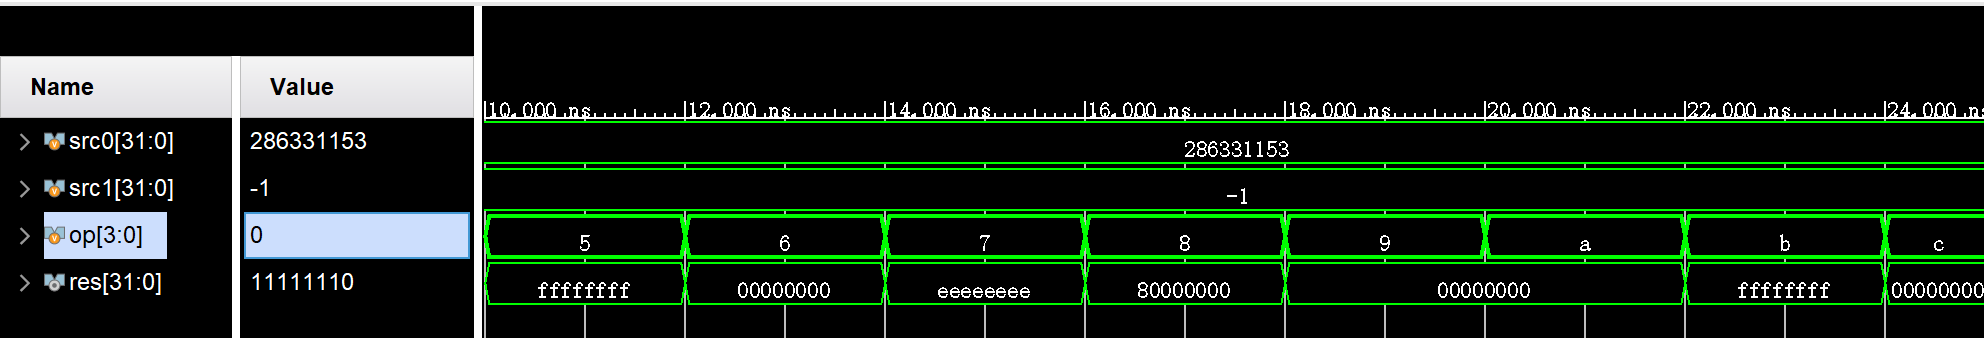 Name Value
10.000 ns 12.000 ns 14.000 ns 16.000 ns 18.000 ns 20.000 ns 22.000 ns 24.000 ns
src0[31:0] 286331153 286331153
src1[31:0] -1 -1
op[3:0] 0 5 6 7 8 9 a b c
res[31:0] 11111110 ffffffff 00000000 eeeeeeee 80000000 00000000 ffffffff 00000000